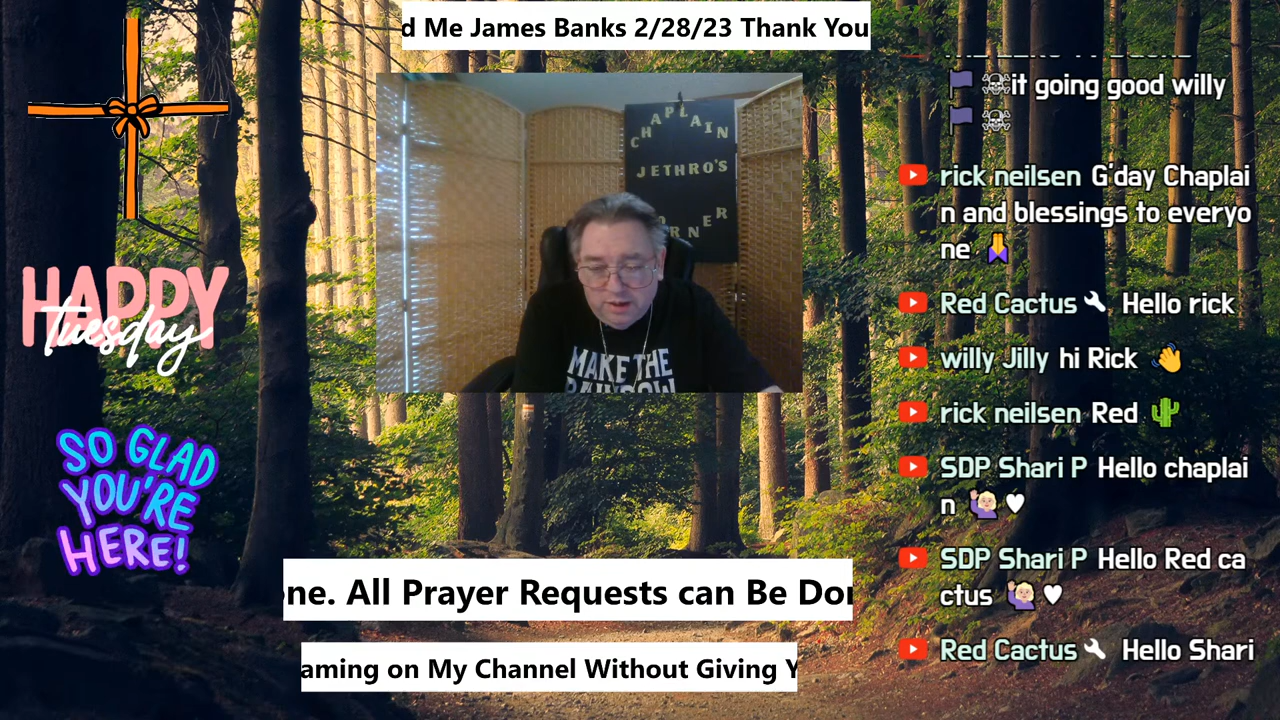 d Me James Banks 2/28/23 Thank You
CHAPLAIN
JETHRO'S
RNER
MAKE THE
RAINBOW
HAPPY
tuesday
SO GLAD
YOU'RE
HERE!
ne. All Prayer Requests can Be Don
aming on My Channel Without Giving Y
it going good willy
rick neilsen G'day Chaplai
n and blessings to everyo
ne
Red Cactus Hello rick
willy Jilly hi Rick
rick neilsen Red
SDP Shari P Hello chaplai
n
SDP Shari P Hello Red ca
ctus
Red Cactus Hello Shari